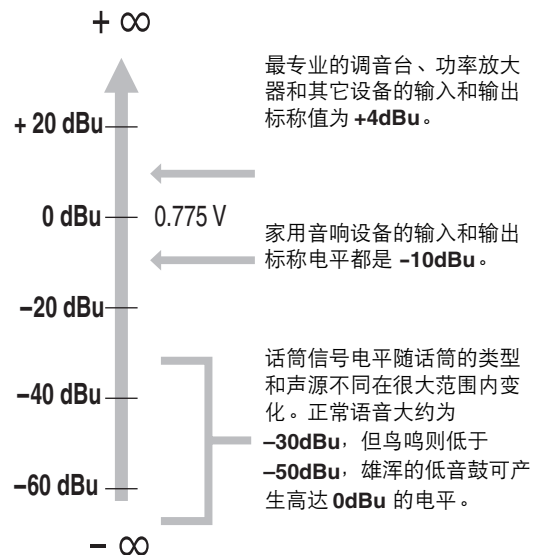 + ∞
最专业的调音台、功率放大
器和其它设备的输入和输出
标称值为 +4dBu。
+ 20 dBu
0 dBu 0.775 V
家用音响设备的输入和输出
标称电平都是 −10dBu。
−20 dBu
话筒信号电平随话筒的类型
和声源不同在很大范围内变
化。正常语音大约为
−30dBu，但鸟鸣则低于
−50dBu，雄浑的低音鼓可产
生高达 0dBu 的电平。
−40 dBu
−60 dBu
− ∞